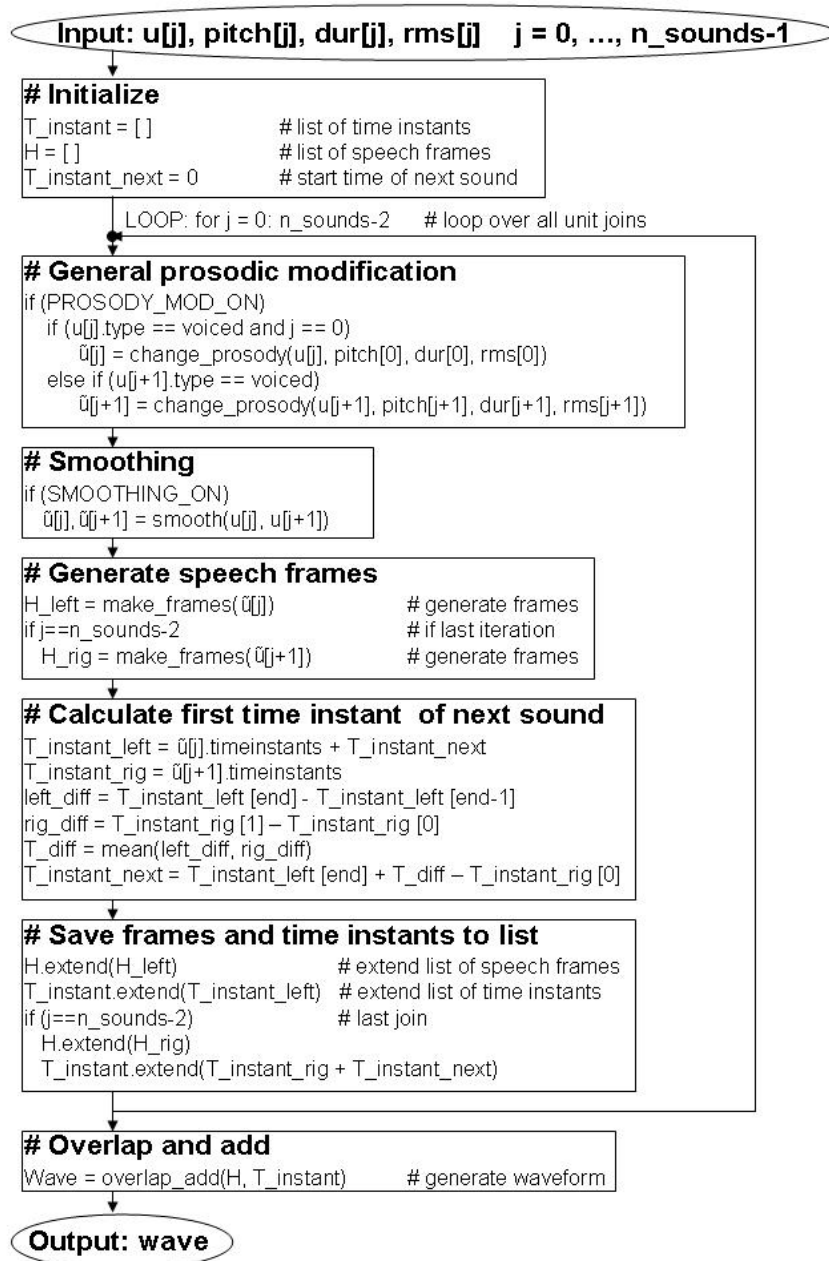 Input: u[j], pitch[j], dur[j], rms[j] j = 0, ..., n_sounds-1
# Initialize
T_instant = [ ] # list of time instants
H = [ ] # list of speech frames
T_instant_next = 0 # start time of next sound
LOOP: for j = 0: n_sounds-2 # loop over all unit joins
# General prosodic modification
if (PROSODY_MOD_ON)
if (u[j].type == voiced and j == 0)
ũ[j] = change_prosody(u[j], pitch[0], dur[0], rms[0])
else if (u[j+1].type == voiced)
ũ[j+1] = change_prosody(u[j+1], pitch[j+1], dur[j+1], rms[j+1])
# Smoothing
if (SMOOTHING_ON)
ũ[j], ũ[j+1] = smooth(u[j], u[j+1])
# Generate speech frames
H_left = make_frames(ũ[j]) # generate frames
if j==n_sounds-2 # if last iteration
H_rig = make_frames(ũ[j+1]) # generate frames
# Calculate first time instant of next sound
T_instant_left = ũ[j].timeinstants + T_instant_next
T_instant_rig = ũ[j+1].timeinstants
left_diff = T_instant_left [end] - T_instant_left [end-1]
rig_diff = T_instant_rig [1] – T_instant_rig [0]
T_diff = mean(left_diff, rig_diff)
T_instant_next = T_instant_left [end] + T_diff – T_instant_rig [0]
# Save frames and time instants to list
H.extend(H_left) # extend list of speech frames
T_instant.extend(T_instant_left) # extend list of time instants
if (j==n_sounds-2) # last join
H.extend(H_rig)
T_instant.extend(T_instant_rig + T_instant_next)
# Overlap and add
Wave = overlap_add(H, T_instant) # generate waveform
Output: wave